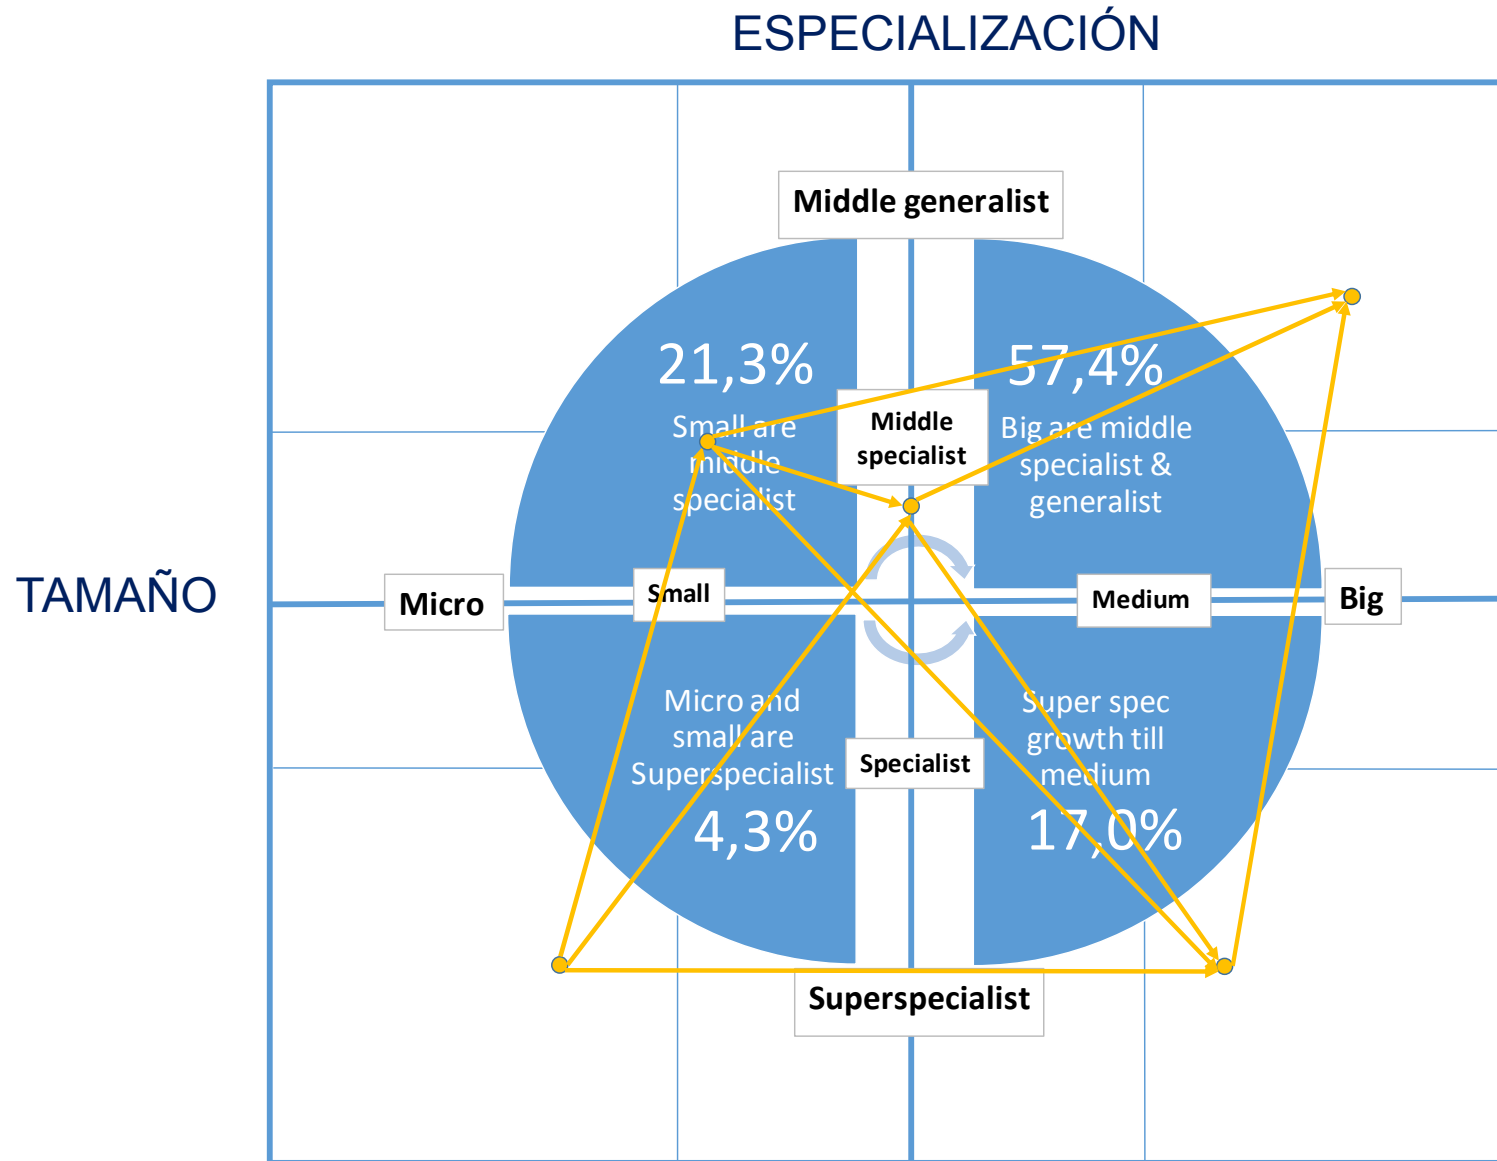 ESPECIALIZACIÓN
Middle generalist
21,3%
Small are
middle
specialist
Middle
specialist
57,4%
Big are middle
specialist &
generalist
TAMAÑO
Micro
Small
Medium
Big
Micro and
small are
Superspecialist
4,3%
Specialist
Super spec
growth till
medium
17,0%
Superspecialist